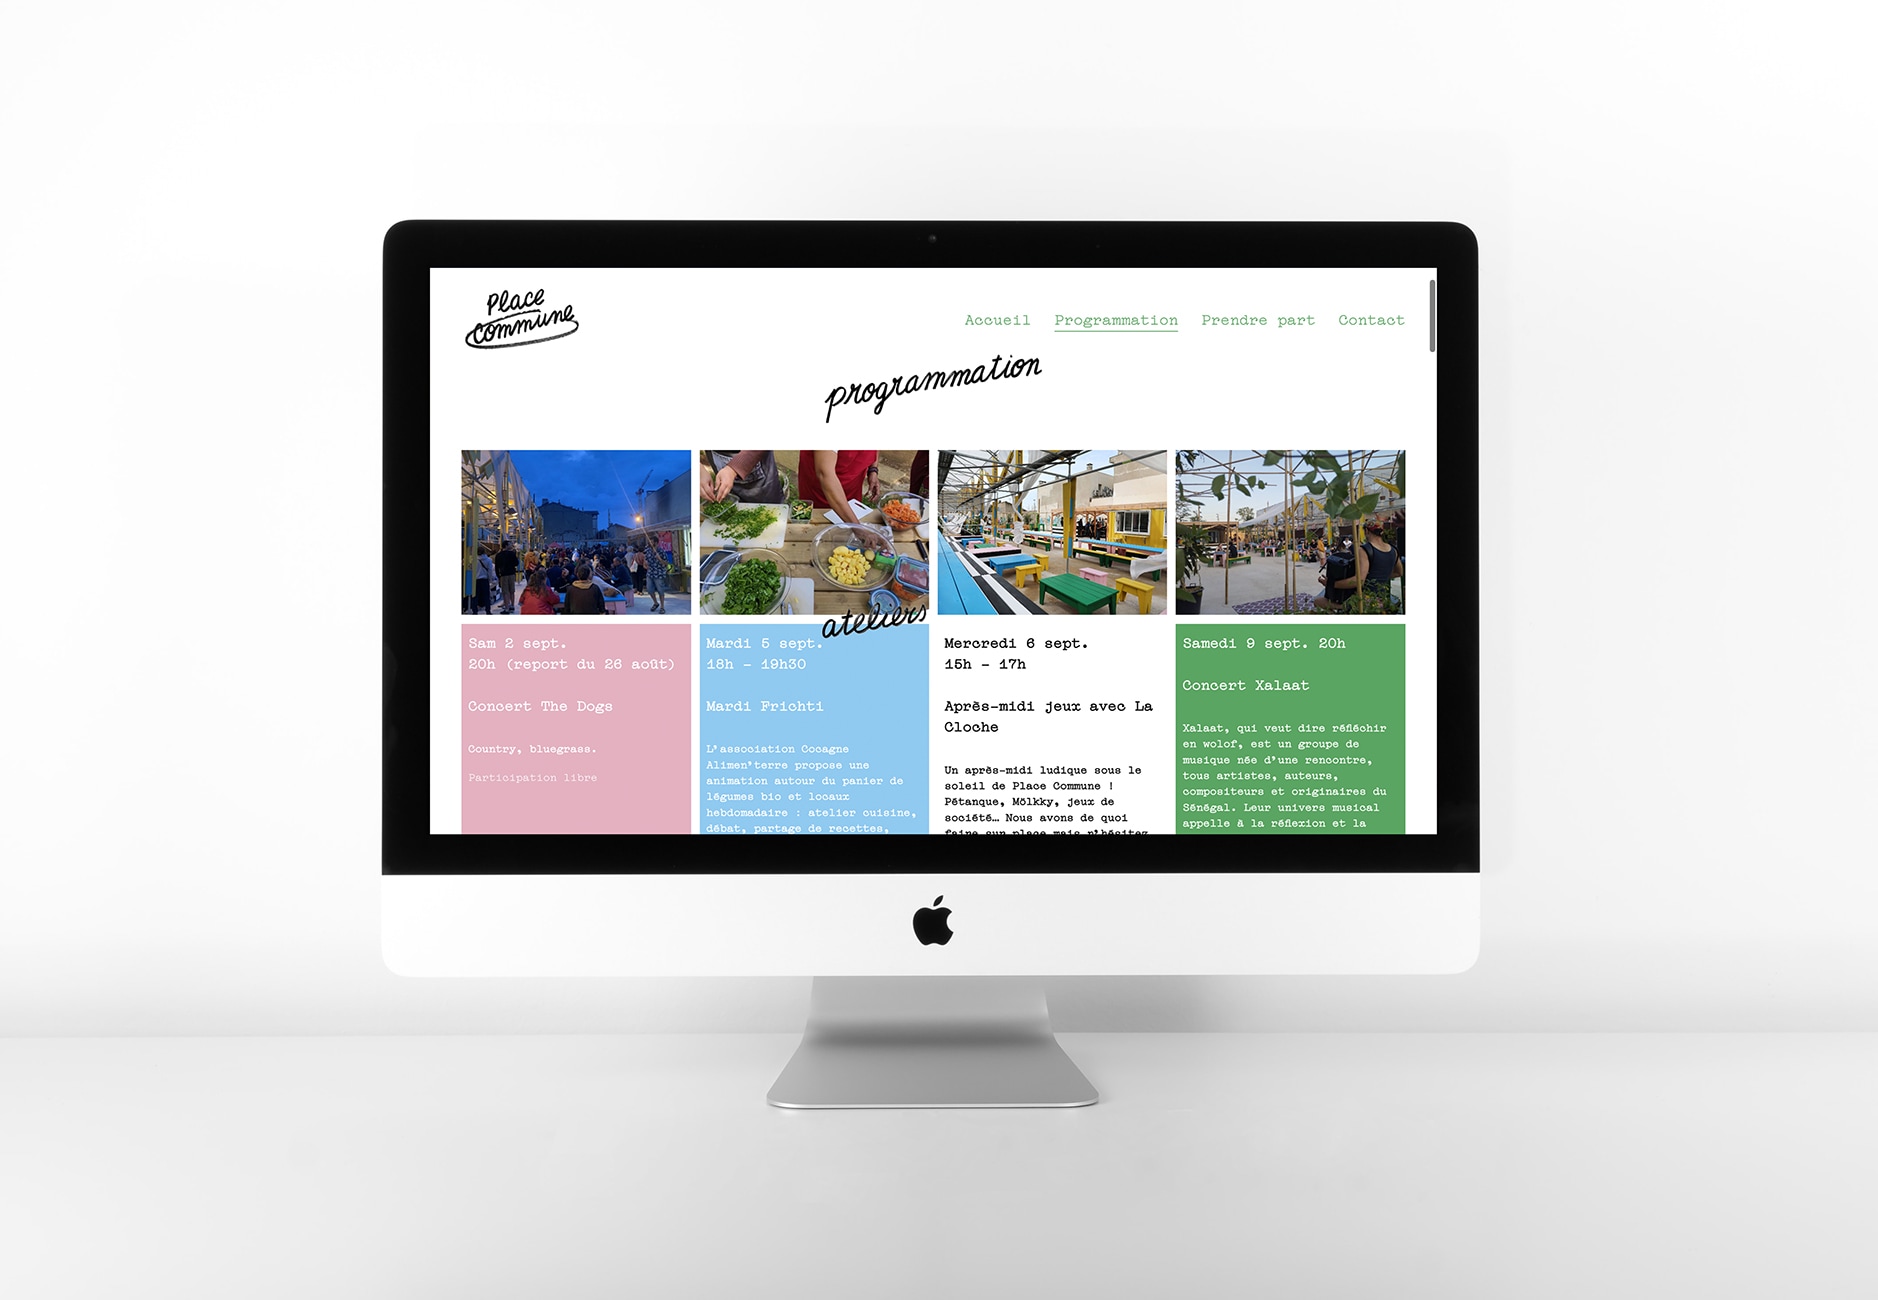 Place
commune
Accueil Programmation Prendre part Contact
programmation
ateliers
Sam 2 sept.
20h (report du 26 août)
Concert The Dogs
Country, bluegrass.
Participation libre
Mardi 5 sept.
18h - 19h30
Mardi Frichti
L'association Cocagne
Alimen'terre propose une
animation autour du panier de
légumes bio et locaux
hebdomadaire : atelier cuisine,
débat, partage de recettes,
Mercredi 6 sept.
15h - 17h
Après-midi jeux avec La
Cloche
Un après-midi ludique sous le
soleil de Place Commune !
Pétanque, Mölkky, jeux de
société… Nous avons de quoi
faire sur place mais n'hésitez
Samedi 9 sept. 20h
Concert Xalaat
Xalaat, qui veut dire réfléchir
en wolof, est un groupe de
musique née d'une rencontre,
tous artistes, auteurs,
compositeurs et originaires du
Sénégal. Leur univers musical
appelle à la réflexion et la